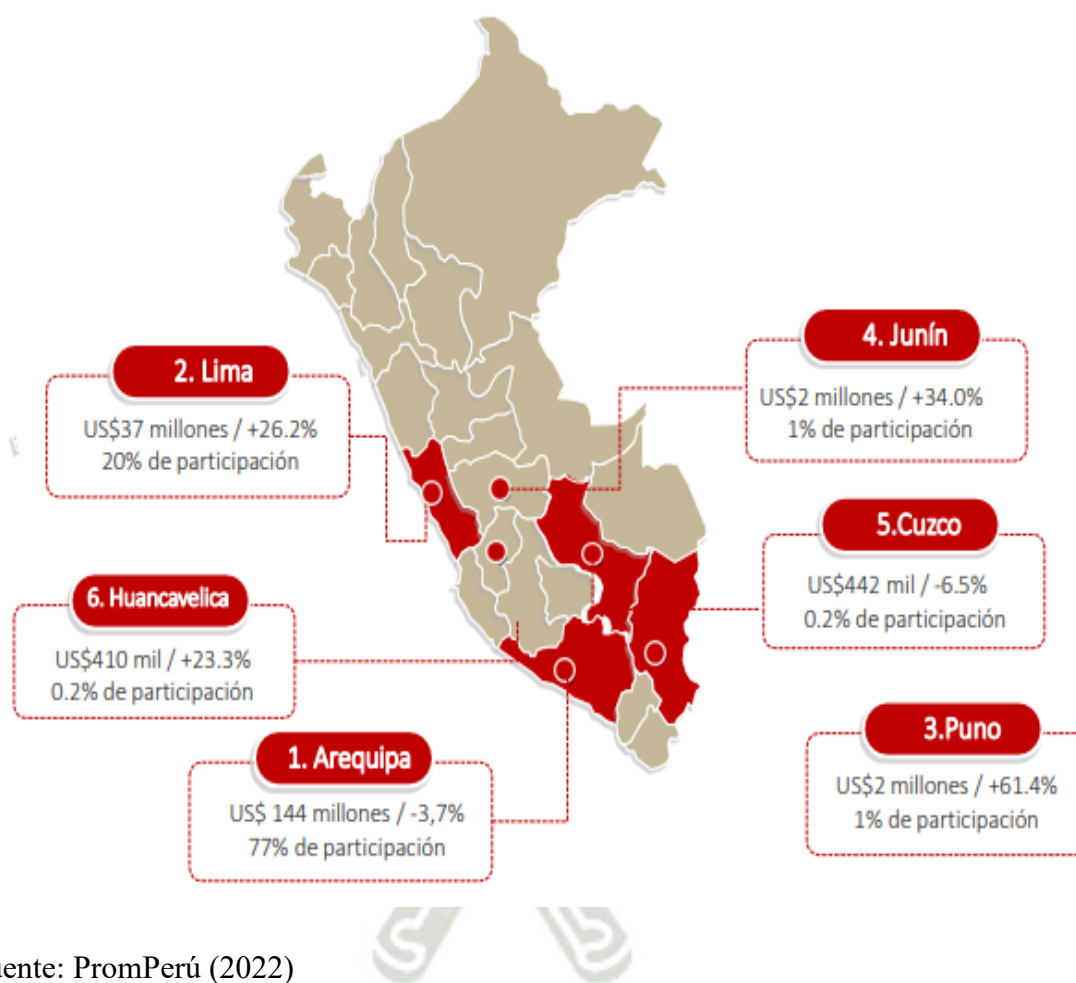 4. Junín
US$2 millones / +34.0%
1% de participación
2. Lima
US$37 millones / +26.2%
20% de participación
5.Cuzco
US$442 mil / -6.5%
0.2% de participación
6. Huancavelica
US$410 mil / +23.3%
0.2% de participación
3.Puno
US$2 millones / +61.4%
1% de participación
1. Arequipa
US$ 144 millones / -3,7%
77% de participación
uente: PromPerú (2022)